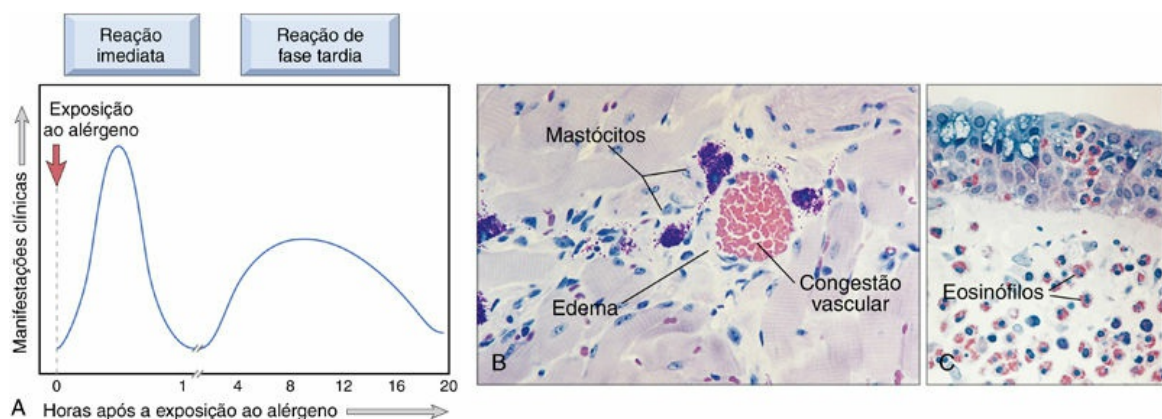 Reação
imediata
Reação de
fase tardia
Exposição
ao alérgeno
Manifestações clínicas
0
1
4
8
12
16
20
A
Horas após a exposição ao alérgeno
Mastócitos
Edema
Congestão
vascular
B
Eosinófilos
C